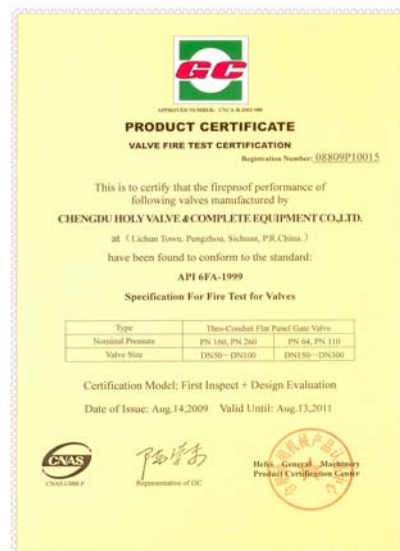 GC
APPROVED NUMBER: CNCA-R-2002-009
PRODUCT CERTIFICATE
VALVE FIRE TEST CERTIFICATION
Registration Number: 08809P10015
This is to certify that the fireproof performance of
following valves manufactured by
CHENGDU HOLY VALVE &COMPLETE EQUIPMENT CO.,LTD.
at (Lichun Town, Pengzhou, Sichuan, P.R.China.)
have been found to conform to the standard:
API 6FA-1999
Specification For Fire Test for Valves
Type Thro-Conduit Flat Panel Gate Valve
Nominal Pressure PN 160, PN 260 PN 64, PN 110
Valve Size DN50~DN100 DN150~DN300
Certification Model: First Inspect + Design Evaluation
Date of Issue: Aug.14,2009 Valid Until: Aug.13,2011
CNAS
Representative of GC
Hefei General Machinery
Product Certification Center